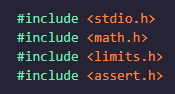 #include <stdio.h>
#include <math.h>
#include <limits.h>
#include <assert.h>